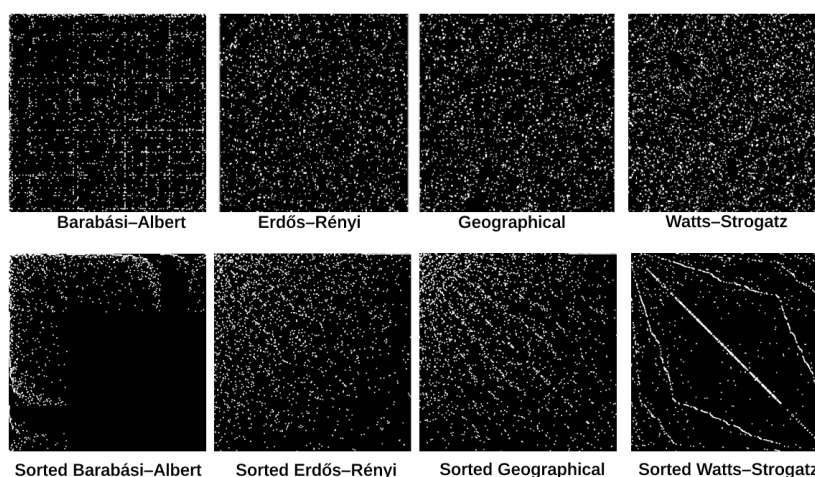 Barabási–Albert
Erdős–Rényi
Geographical
Watts–Strogatz
Sorted Barabási–Albert
Sorted Erdős–Rényi
Sorted Geographical
Sorted Watts–Strogatz